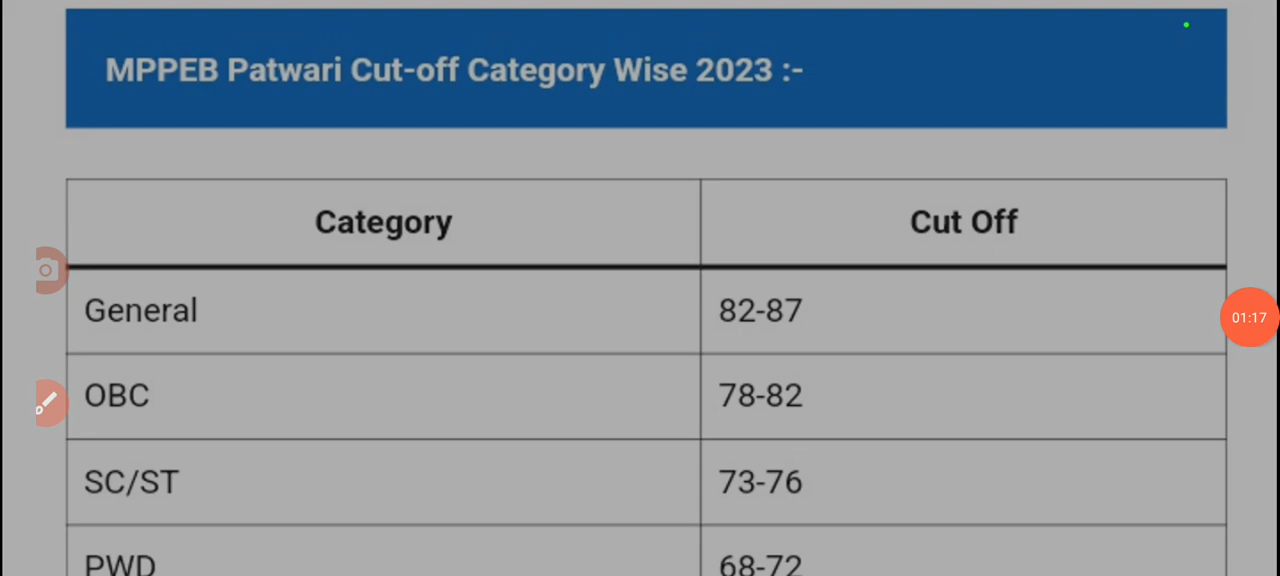 MPPEB Patwari Cut-off Category Wise 2023 :-
Category Cut Off
General 82-87
01:17
OBC 78-82
SC/ST 73-76
PWD 68-72